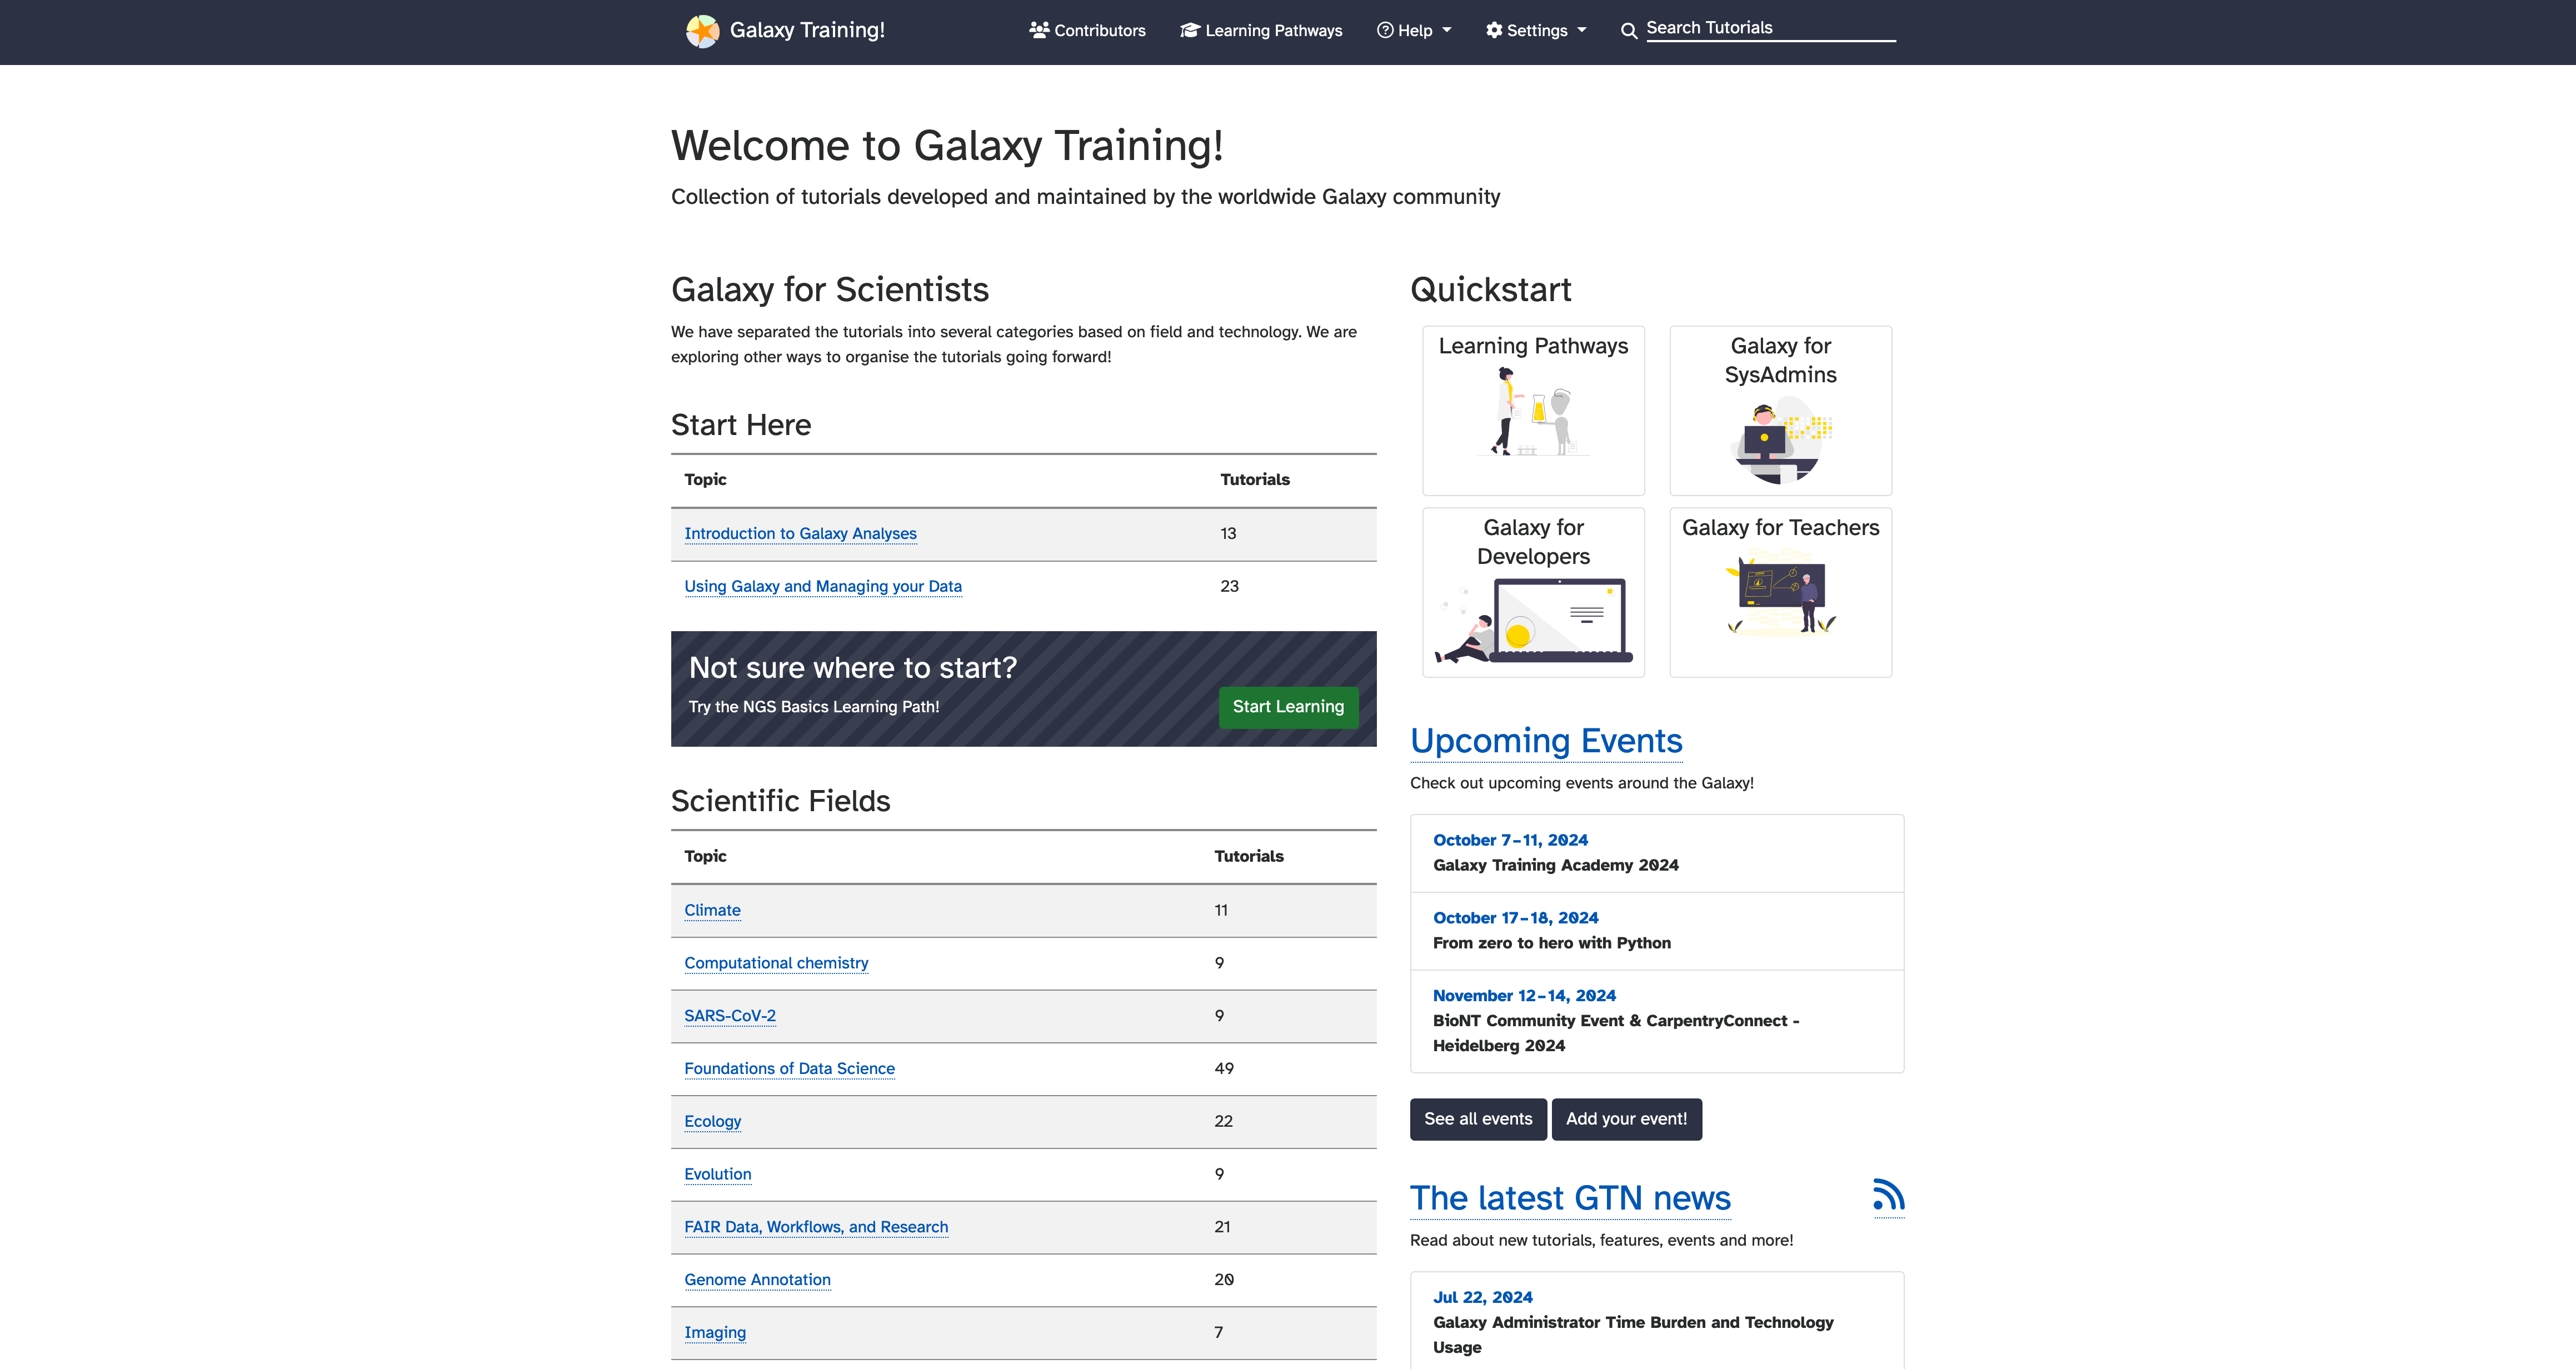 Galaxy Training!
Contributors
Learning Pathways
Help
Settings
Search Tutorials
Welcome to Galaxy Training!
Collection of tutorials developed and maintained by the worldwide Galaxy community
Galaxy for Scientists
We have separated the tutorials into several categories based on field and technology. We are
exploring other ways to organise the tutorials going forward!
Start Here
Topic Tutorials
Introduction to Galaxy Analyses 13
Using Galaxy and Managing your Data 23
Not sure where to start?
Try the NGS Basics Learning Path!
Start Learning
Scientific Fields
Topic Tutorials
Climate 11
Computational chemistry 9
SARS-CoV-2 9
Foundations of Data Science 49
Ecology 22
Evolution 9
FAIR Data, Workflows, and Research 21
Genome Annotation 20
Imaging 7
Quickstart
Learning Pathways
Galaxy for
SysAdmins
Galaxy for
Developers
Galaxy for Teachers
Upcoming Events
Check out upcoming events around the Galaxy!
October 7–11, 2024
Galaxy Training Academy 2024
October 17–18, 2024
From zero to hero with Python
November 12–14, 2024
BioNT Community Event & CarpentryConnect -
Heidelberg 2024
See all events
Add your event!
The latest GTN news
Read about new tutorials, features, events and more!
Jul 22, 2024
Galaxy Administrator Time Burden and Technology
Usage